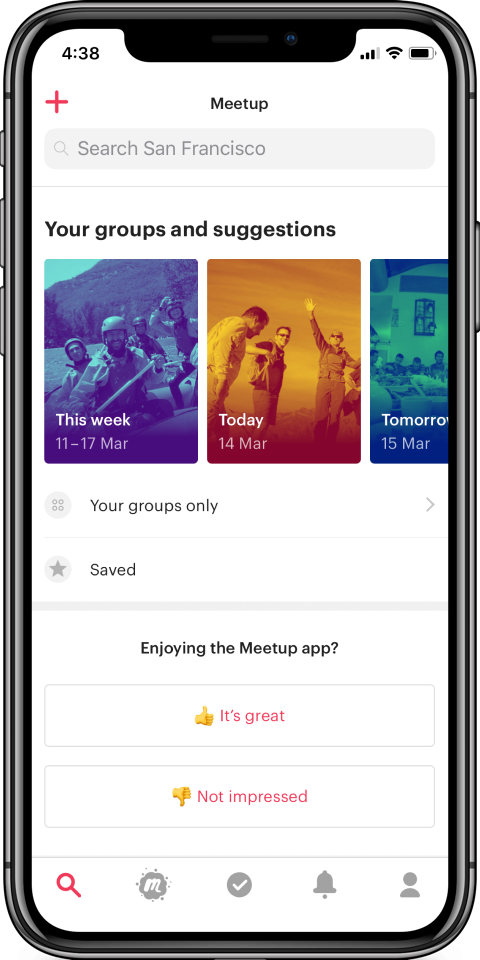 4:38
Meetup
Search San Francisco
Your groups and suggestions
This week
11–17 Mar
Today
14 Mar
Tomorrow
15 Mar
Your groups only
Saved
Enjoying the Meetup app?
👍 It's great
👎 Not impressed
m